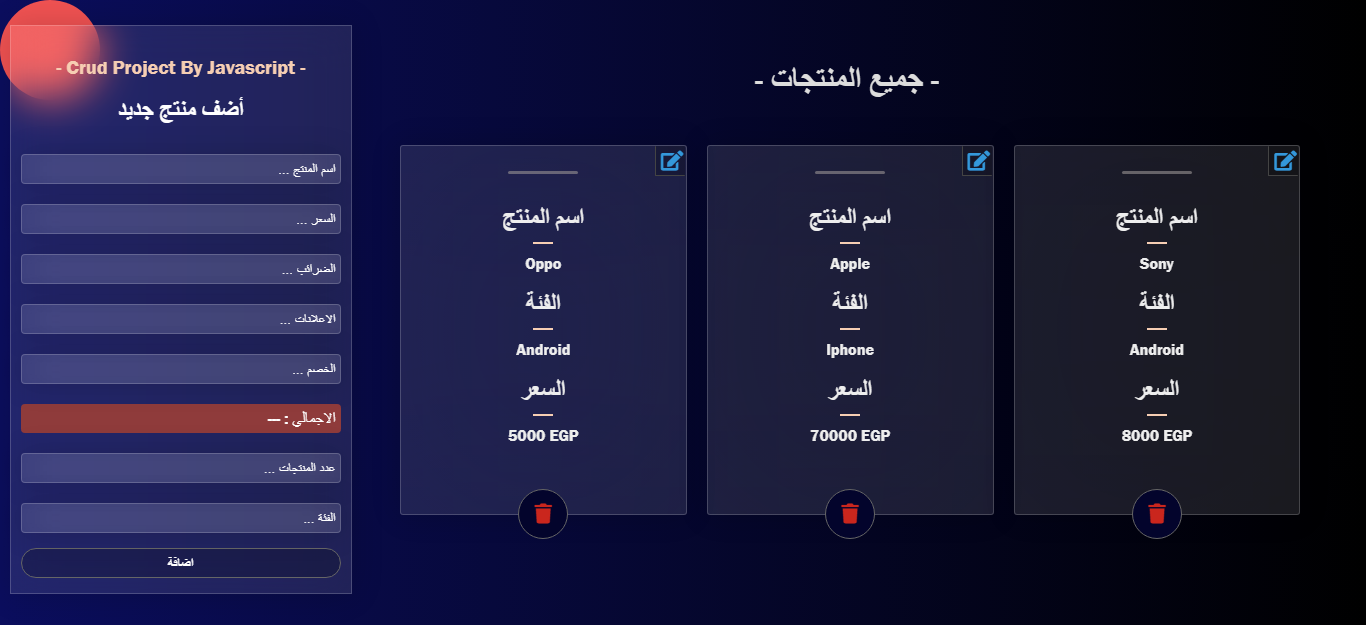 - Crud Project By Javascript -
أضف منتج جديد
اسم المنتج ...
السعر ...
الضرائب ...
الاعلانات ...
الخصم ...
الاجمالي : ---
عدد المنتجات ...
الفئة ...
اضافة
- جميع المنتجات -
اسم المنتج
Oppo
الفئة
Android
السعر
5000 EGP
اسم المنتج
Apple
الفئة
Iphone
السعر
70000 EGP
اسم المنتج
Sony
الفئة
Android
السعر
8000 EGP